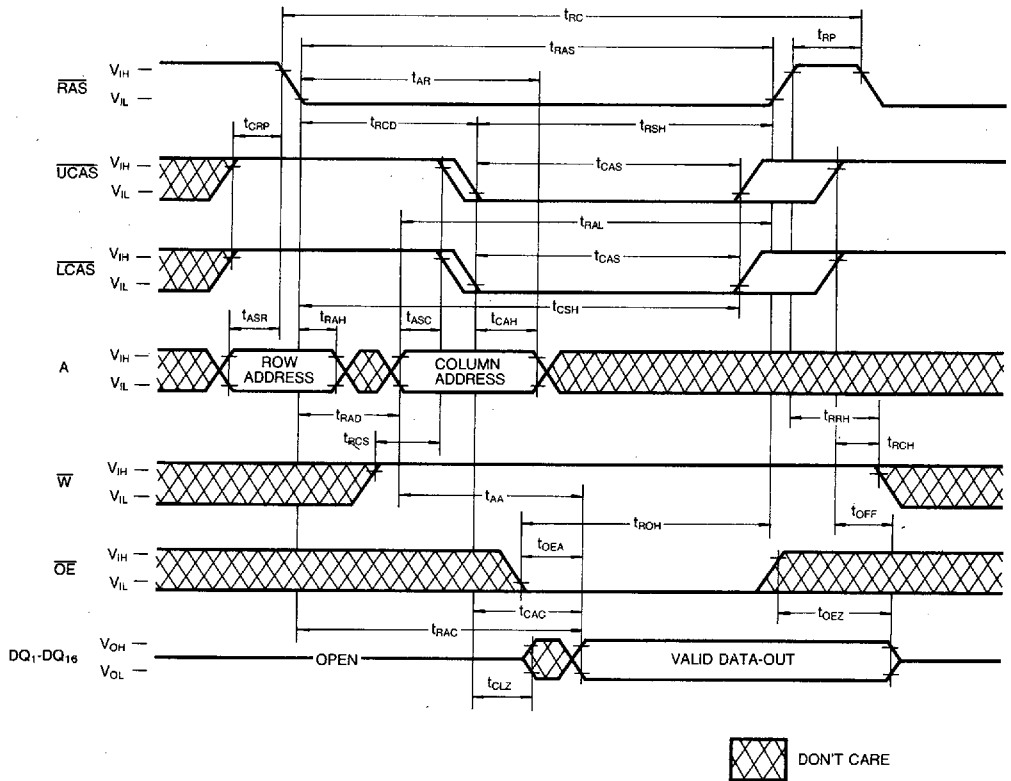 tRC
tRAS
tRP
RAS
VIH
VIL
tAR
tCRP
tRCD
tRSH
UCAS
VIH
VIL
tCAS
tRAL
LCAS
VIH
VIL
tCAS
tCSH
tASR
tRAH
tASC
tCAH
A
VIH
VIL
ROW ADDRESS
COLUMN ADDRESS
tRAD
tRRH
tRCS
tRCH
W
VIH
VIL
tAA
tOFF
tROH
OE
VIH
VIL
tOEA
tCAC
tOEZ
tRAC
DQ1-DQ16
VOH
VOL
OPEN
VALID DATA-OUT
tCLZ
DON'T CARE